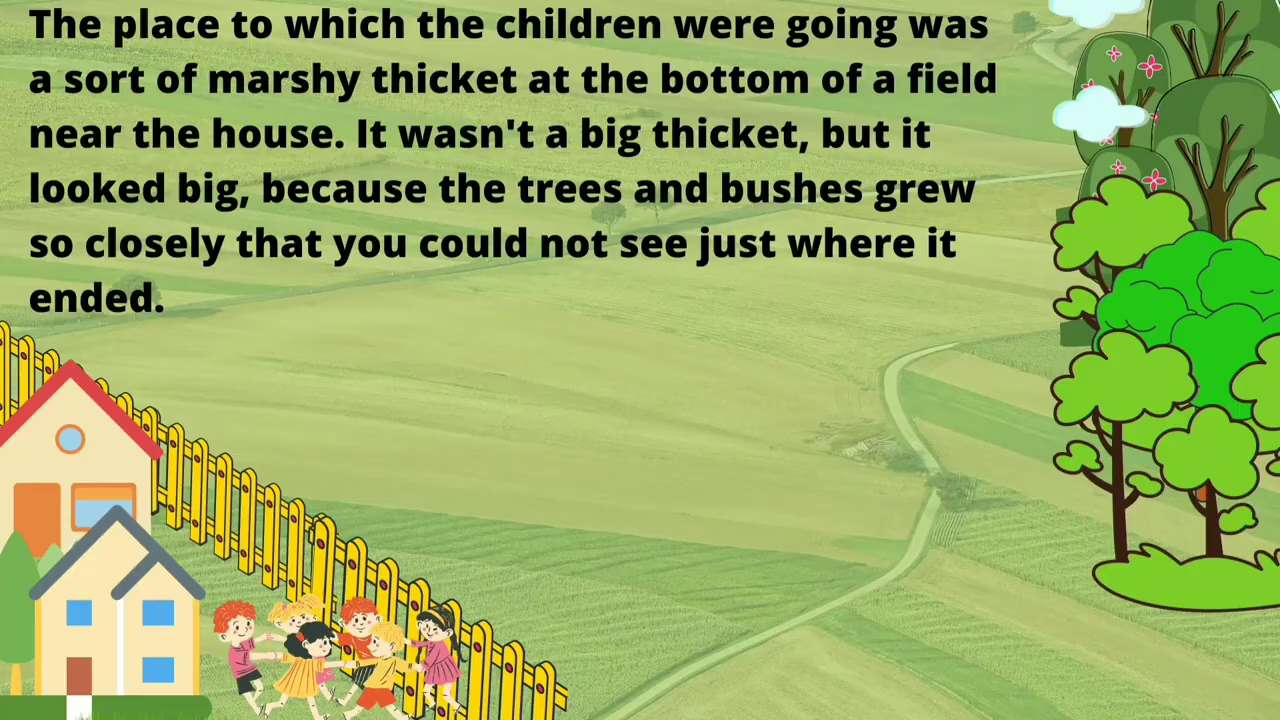 The place to which the children were going was
a sort of marshy thicket at the bottom of a field
near the house. It wasn't a big thicket, but it
looked big, because the trees and bushes grew
so closely that you could not see just where it
ended.